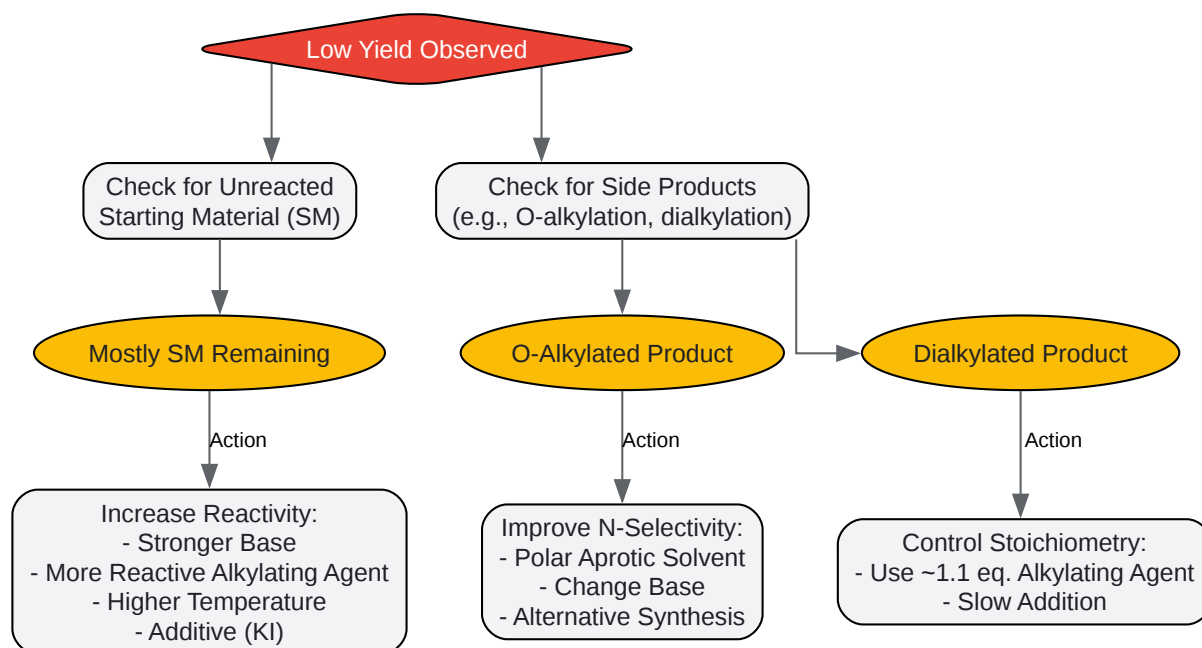 Low Yield Observed
Check for Unreacted
Starting Material (SM)
Check for Side Products
(e.g., O-alkylation, dialkylation)
Mostly SM Remaining
O-Alkylated Product
Dialkylated Product
Action
Action
Action
Increase Reactivity:
- Stronger Base
- More Reactive Alkylating Agent
- Higher Temperature
- Additive (KI)
Improve N-Selectivity:
- Polar Aprotic Solvent
- Change Base
- Alternative Synthesis
Control Stoichiometry:
- Use ~1.1 eq. Alkylating Agent
- Slow Addition